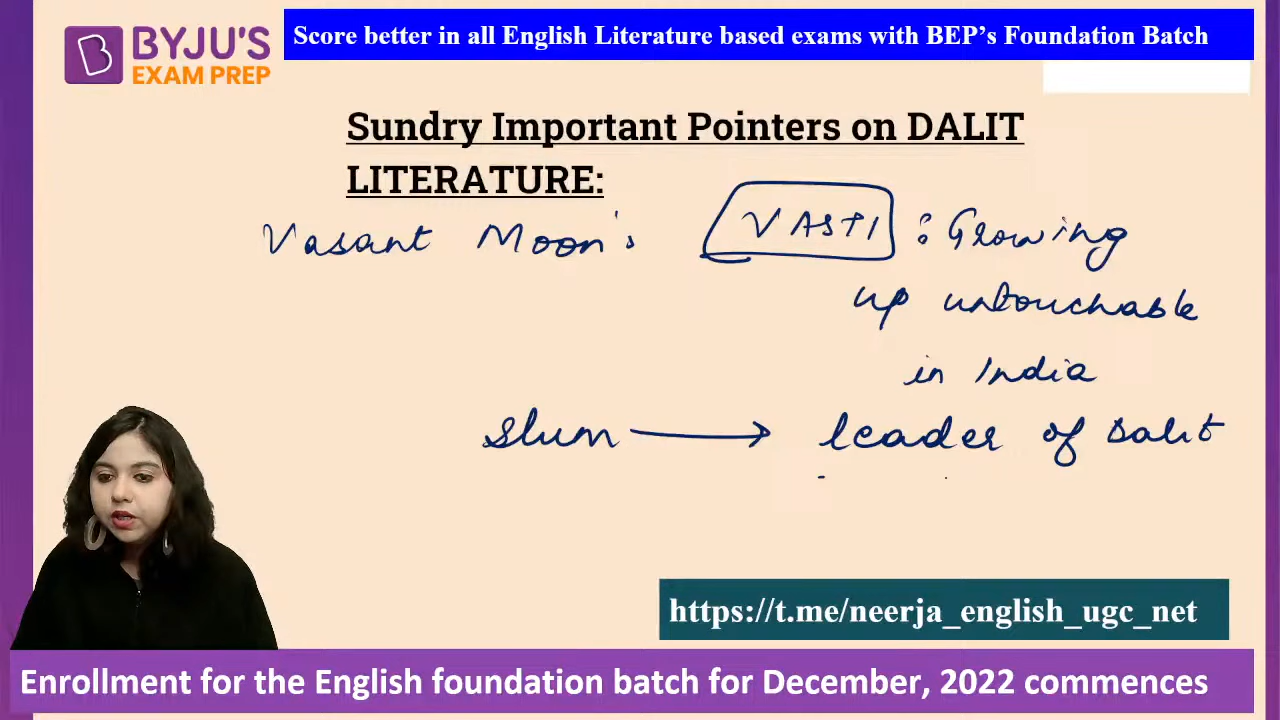 BYJU'S
EXAM PREP
Score better in all English Literature based exams with BEP's Foundation Batch
Sundry Important Pointers on DALIT
LITERATURE:
Vasant Moon's VASTI : Growing
up untouchable
in India
slum → leader of Dalit
https://t.me/neerja_english_ugc_net
Enrollment for the English foundation batch for December, 2022 commences